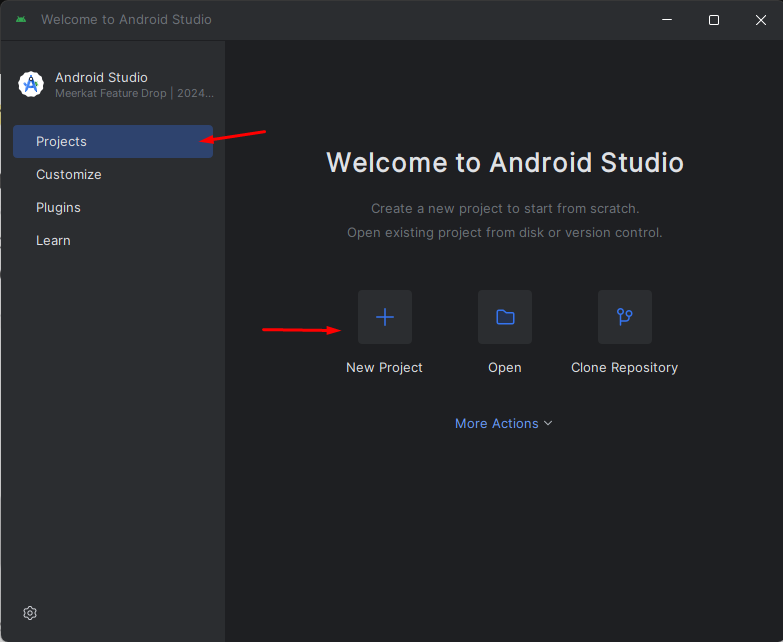 Welcome to Android Studio
Android Studio
Meerkat Feature Drop | 2024...
Projects
Customize
Plugins
Learn
Welcome to Android Studio
Create a new project to start from scratch.
Open existing project from disk or version control.
New Project
Open
Clone Repository
More Actions